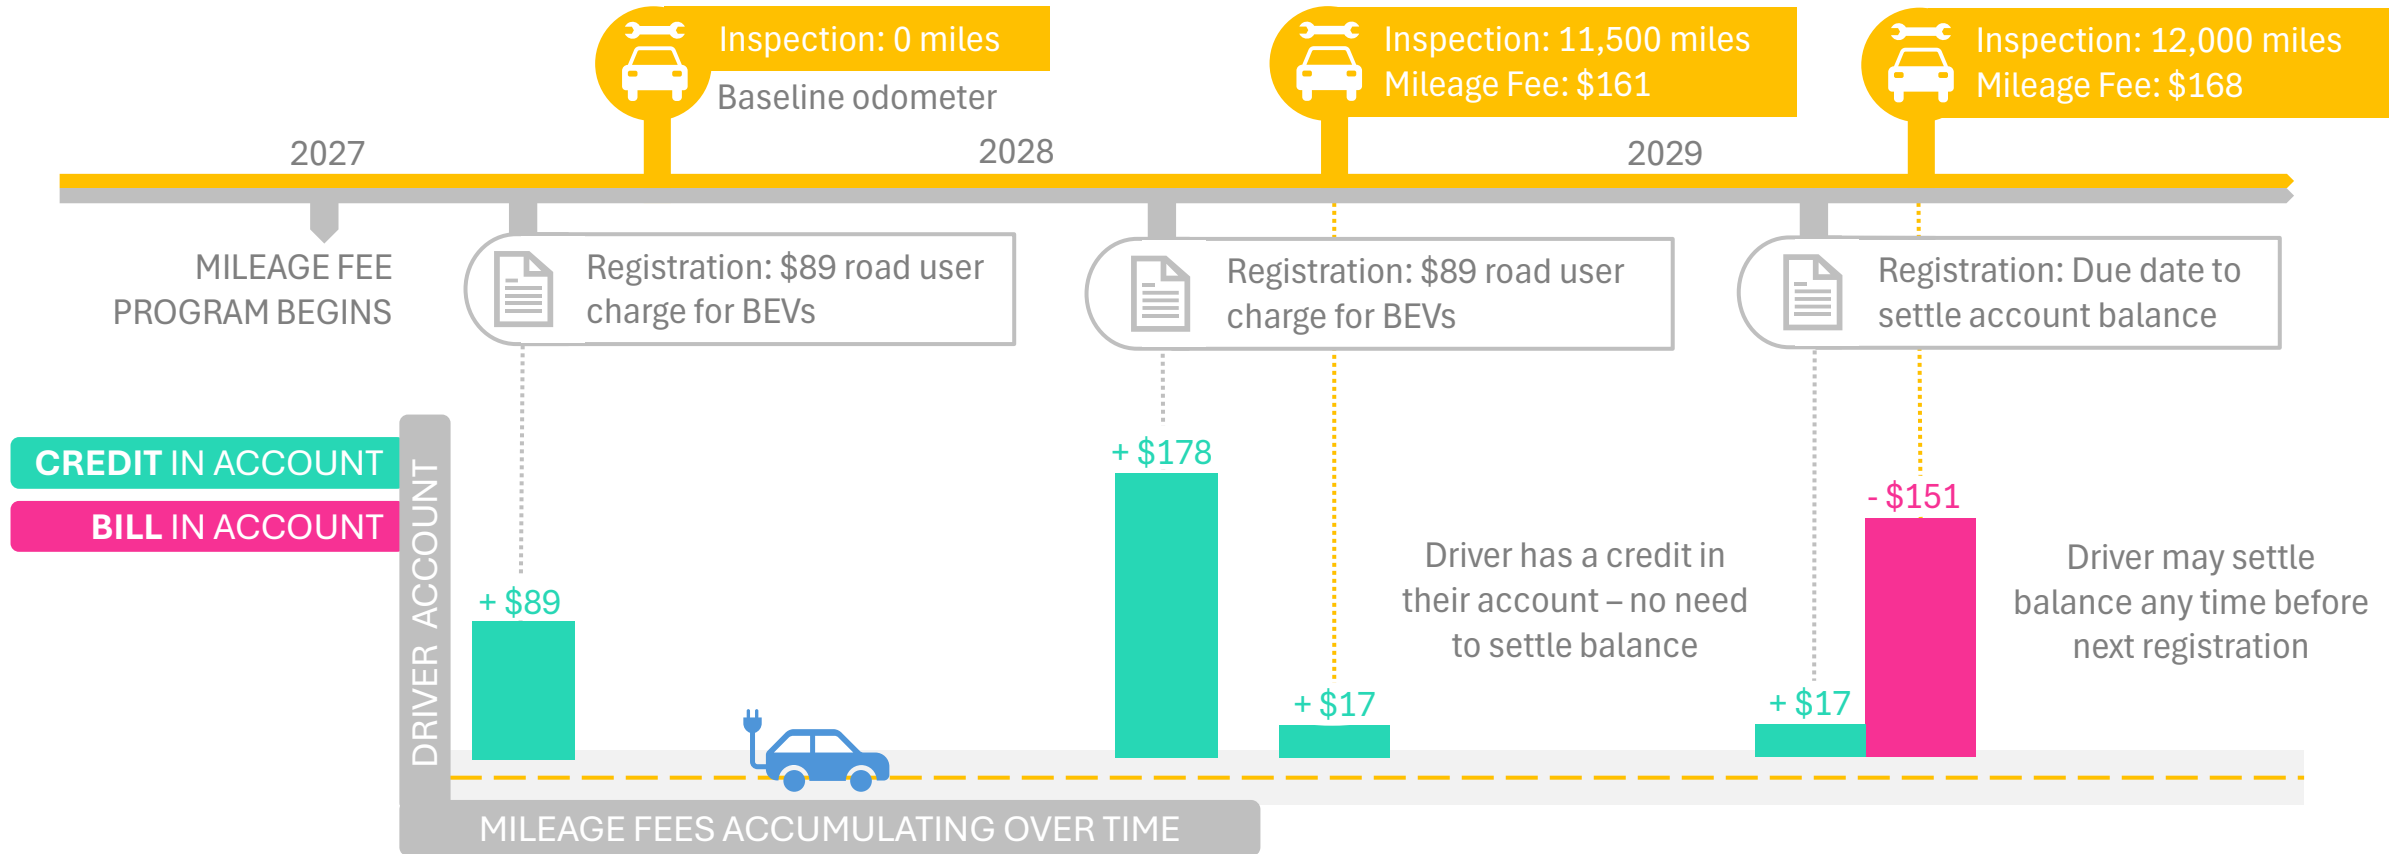 Inspection: 0 miles
Baseline odometer
Inspection: 11,500 miles
Mileage Fee: $161
Inspection: 12,000 miles
Mileage Fee: $168
2027
2028
2029
MILEAGE FEE
PROGRAM BEGINS
Registration: $89 road user
charge for BEVs
Registration: $89 road user
charge for BEVs
Registration: Due date to
settle account balance
CREDIT IN ACCOUNT
BILL IN ACCOUNT
DRIVER ACCOUNT
+ $89
+ $178
+ $17
Driver has a credit in
their account – no need
to settle balance
+ $17
- $151
Driver may settle
balance any time before
next registration
MILEAGE FEES ACCUMULATING OVER TIME